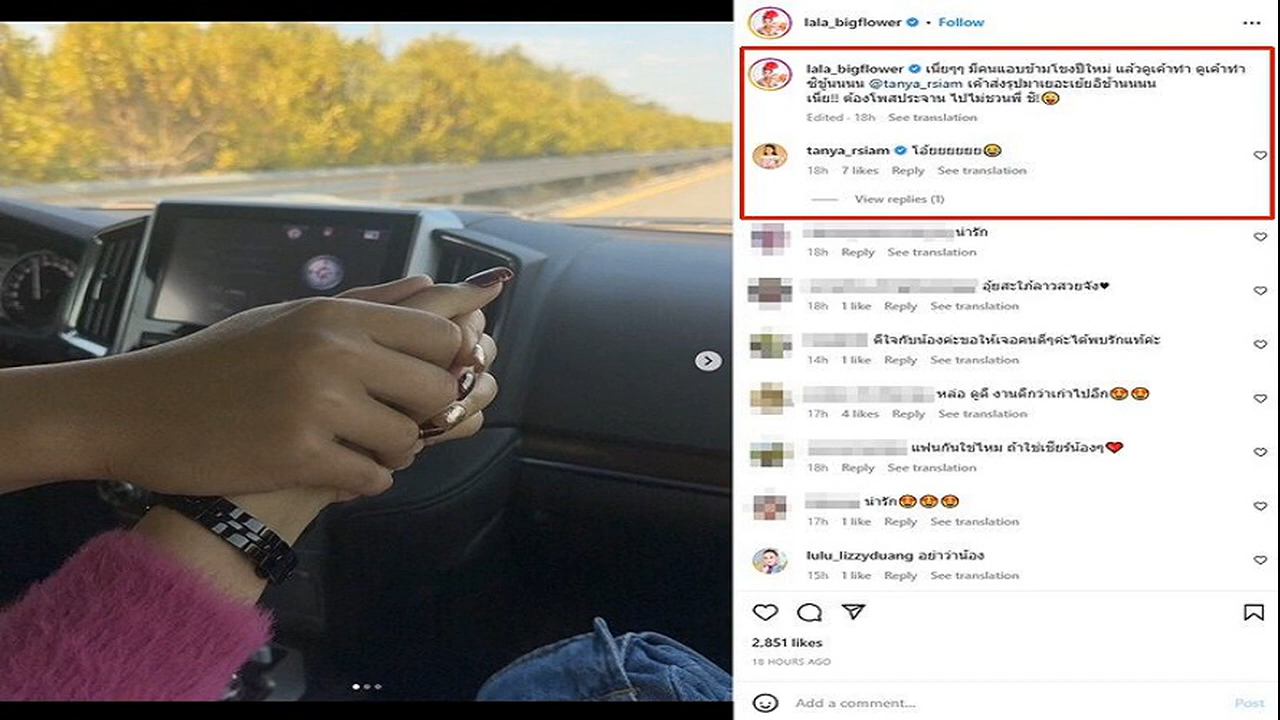 lala_bigflower • Follow
lala_bigflower เนี่ยๆๆ มีคนแอบข้ามโขงปีใหม่ แล้วดูเค้าทำ ดูเค้าทำ
ชิชู้นนนน @tanya_rsiam เค้าส่งรูปมาเยอะเย้ยอิช้านนนน
เนี่ย!! ต้องโพสประจาน ไปไม่ชวนพี่ ชิ!😜
Edited · 18h See translation
tanya_rsiam โอ้ยยยยยย😂
18h 7 likes Reply See translation
View replies (1)
น่ารัก
18h Reply See translation
อุ้ยสะใภ้ลาวสวยจัง♥
18h 1 like Reply See translation
ดีใจกับน้องค่ะขอให้เจอคนดีๆค่ะได้พบรักแท้ค่ะ
14h 1 like Reply See translation
หล่อ ดูดี งานดีกว่าเก่าไปอีก🥰🥰
17h 4 likes Reply See translation
แฟนกันใช่ไหม ถ้าใช่เชียร์น้องๆ❤️
18h Reply See translation
น่ารัก🥰🥰🥰
17h 1 like Reply See translation
lulu_lizzyduang อย่าว่าน้อง
15h 1 like Reply See translation
2,851 likes
18 HOURS AGO
Add a comment...
Post